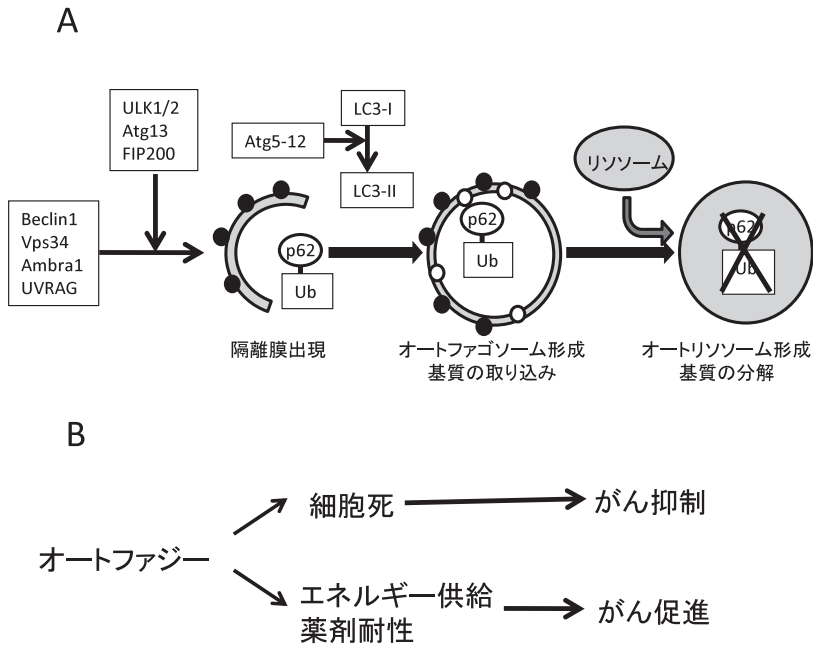 A
ULK1/2
Atg13
FIP200
Beclin1
Vps34
Ambra1
UVRAG
Atg5-12
LC3-I
LC3-II
p62
Ub
隔離膜出現
p62
Ub
オートファゴソーム形成
基質の取り込み
リソソーム
p62
Ub
オートリソソーム形成
基質の分解
B
オートファジー
細胞死
がん抑制
エネルギー供給
薬剤耐性
がん促進